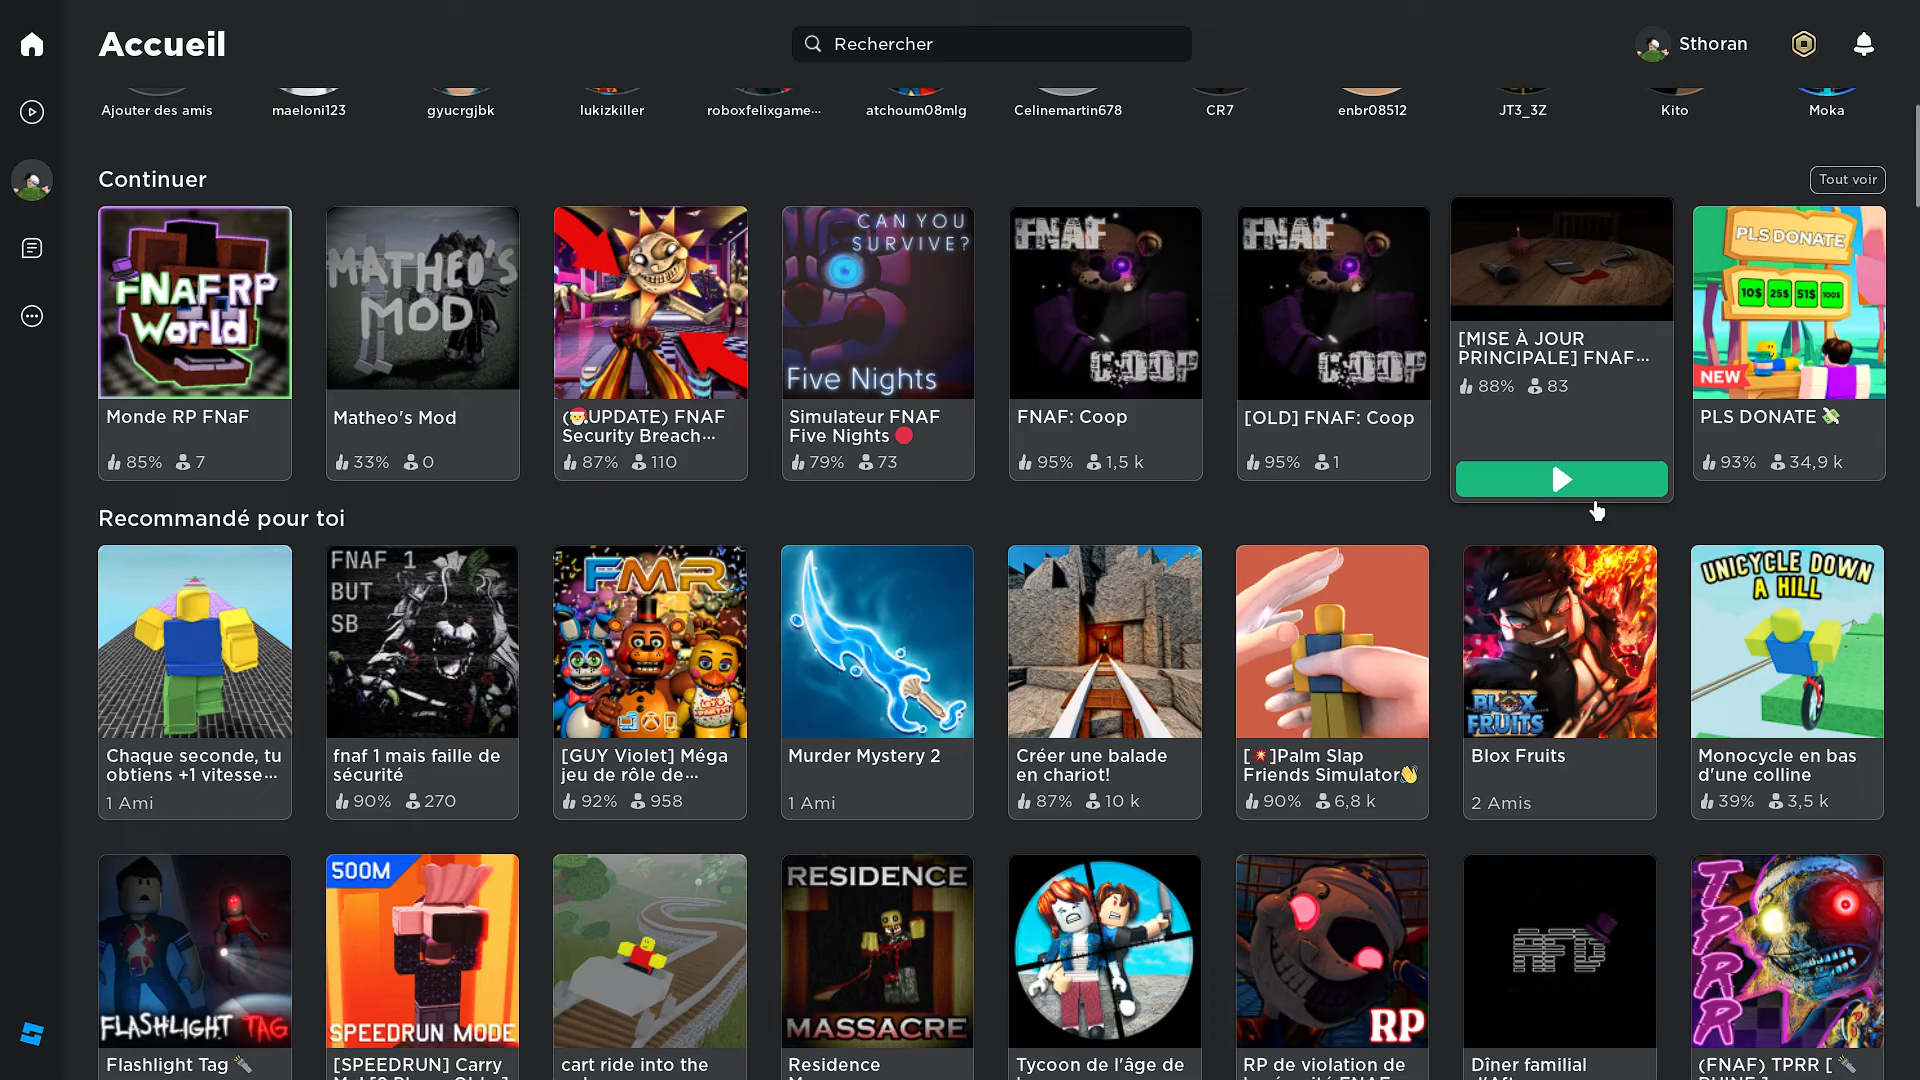 Accueil
Rechercher
Sthoran
Ajouter des amis
maeloni123
gyucrgjbk
lukizkiller
roboxfelixgame...
atchoum08mlg
Celinemartin678
CR7
enbr08512
JT3_3Z
Kito
Moka
Continuer
Tout voir
FNAF RP
World
Monde RP FNaF
85% 7
MATHEO'S
MOD
Matheo's Mod
33% 0
(🎅UPDATE) FNAF
Security Breach...
87% 110
CAN YOU
SURVIVE?
Five Nights
Simulateur FNAF
Five Nights 🔴
79% 73
FNAF
COOP
FNAF: Coop
95% 1,5 k
FNAF
COOP
[OLD] FNAF: Coop
95% 1
[MISE À JOUR
PRINCIPALE] FNAF...
88% 83
PLS DONATE
10$ 25$ 51$ 100$
NEW
PLS DONATE 💸
93% 34,9 k
Recommandé pour toi
Chaque seconde, tu
obtiens +1 vitesse...
1 Ami
FNAF 1
BUT
SB
fnaf 1 mais faille de
sécurité
90% 270
FMR
LET'S
PARTY!
[GUY Violet] Méga
jeu de rôle de...
92% 958
Murder Mystery 2
1 Ami
Créer une balade
en chariot!
87% 10 k
[💥]Palm Slap
Friends Simulator👋
90% 6,8 k
BLOX
FRUITS
Blox Fruits
2 Amis
UNICYCLE DOWN
A HILL
Monocycle en bas
d'une colline
39% 3,5 k
FLASHLIGHT TAG
Flashlight Tag 🔦
500M
SPEEDRUN MODE
[SPEEDRUN] Carry
cart ride into the
RESIDENCE
MASSACRE
Residence
Tycoon de l'âge de
RP
RP de violation de
AFD
Dîner familial
TPRR
(FNAF) TPRR [🔦